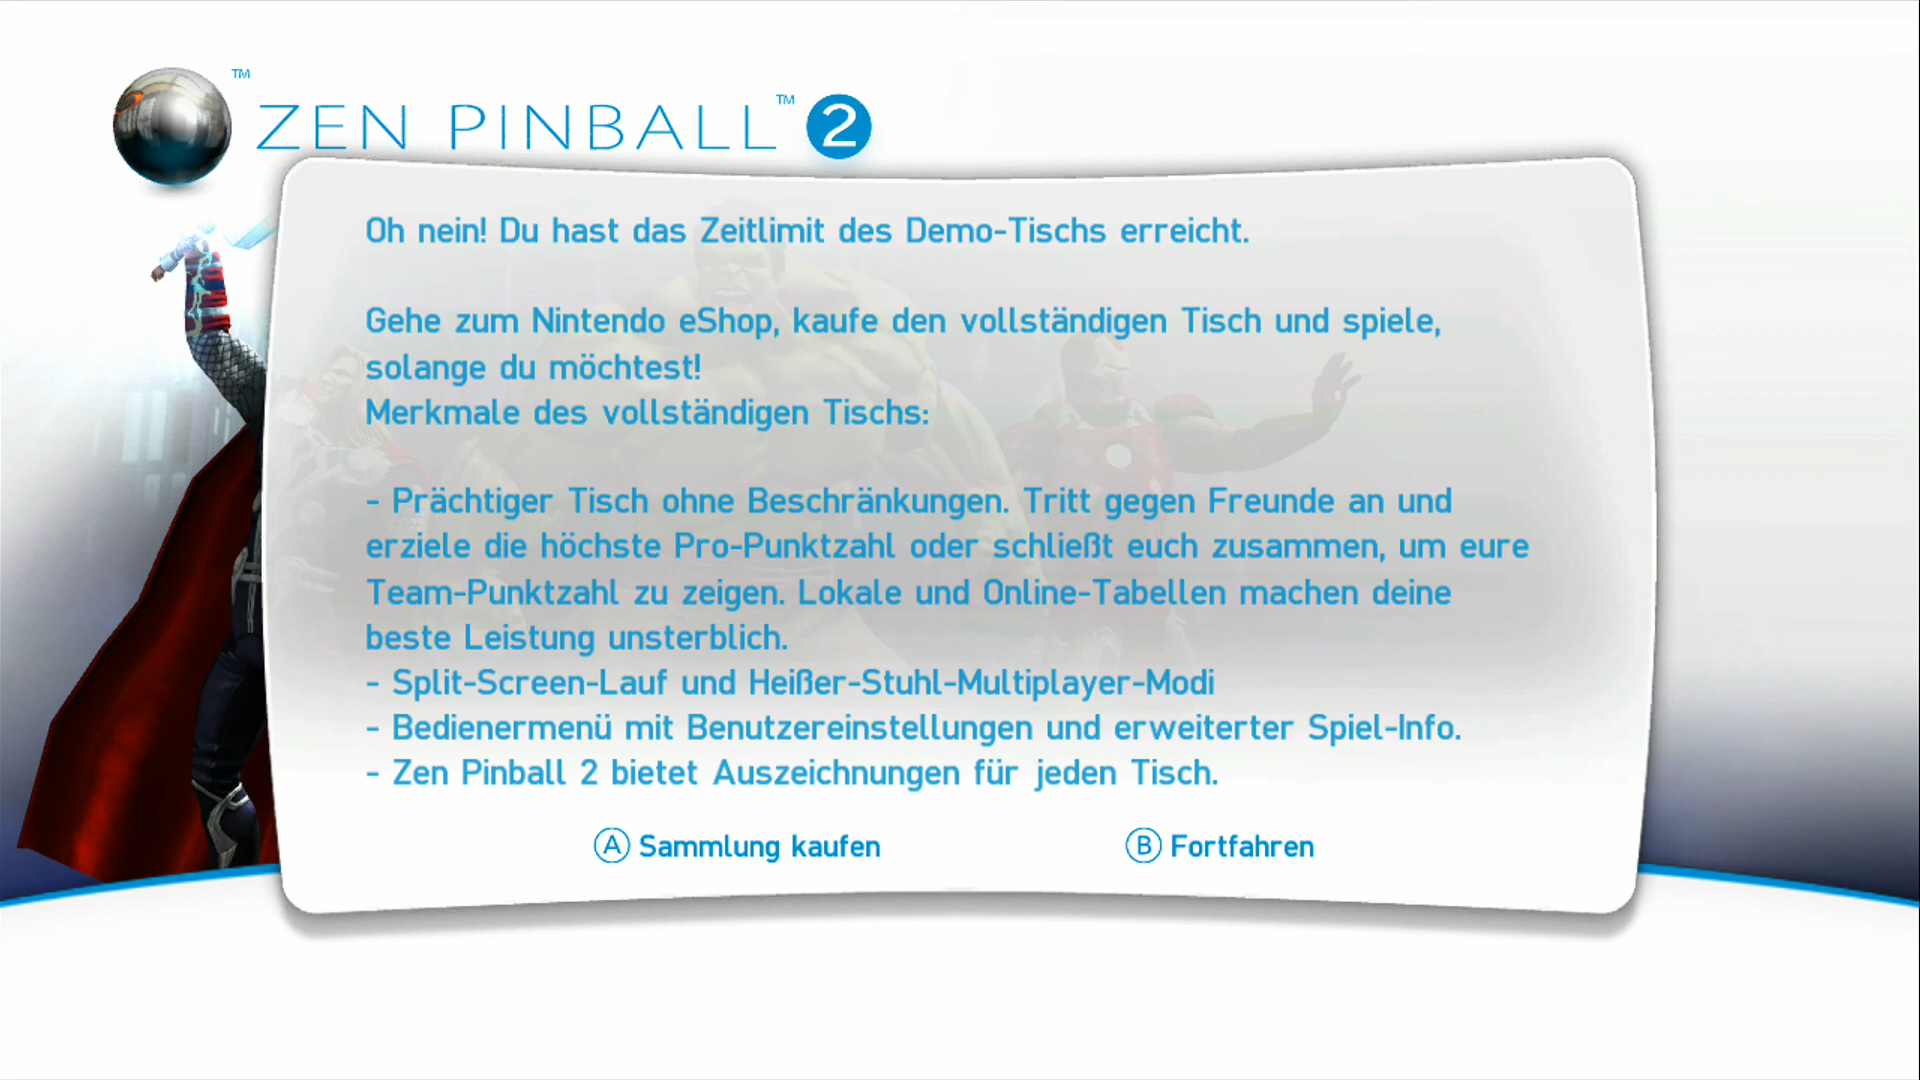 ™
ZEN PINBALL™ 2
Oh nein! Du hast das Zeitlimit des Demo-Tischs erreicht.
Gehe zum Nintendo eShop, kaufe den vollständigen Tisch und spiele,
solange du möchtest!
Merkmale des vollständigen Tischs:
- Prächtiger Tisch ohne Beschränkungen. Tritt gegen Freunde an und
erziele die höchste Pro-Punktzahl oder schließt euch zusammen, um eure
Team-Punktzahl zu zeigen. Lokale und Online-Tabellen machen deine
beste Leistung unsterblich.
- Split-Screen-Lauf und Heißer-Stuhl-Multiplayer-Modi
- Bedienermenü mit Benutzereinstellungen und erweiterter Spiel-Info.
- Zen Pinball 2 bietet Auszeichnungen für jeden Tisch.
Ⓐ Sammlung kaufen Ⓑ Fortfahren